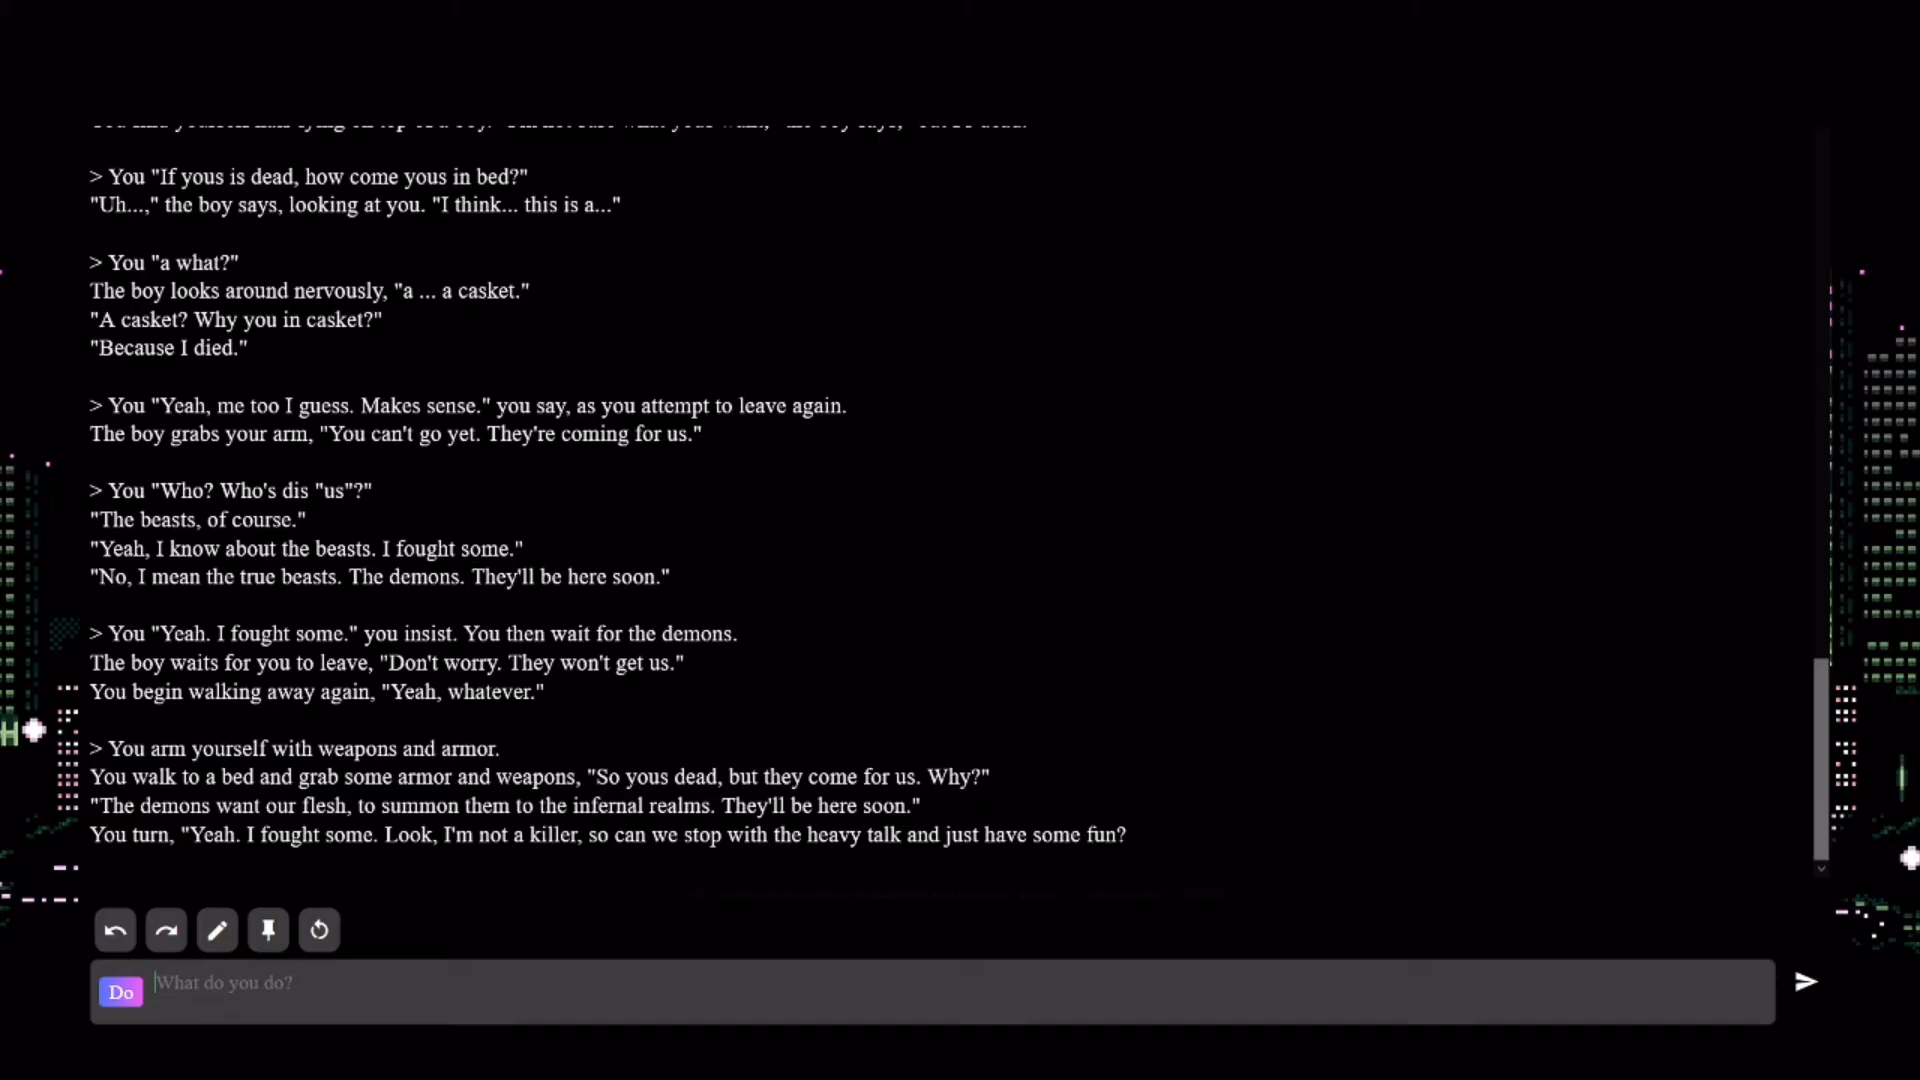 > You "If yous is dead, how come yous in bed?"
"Uh...," the boy says, looking at you. "I think... this is a..."
> You "a what?"
The boy looks around nervously, "a ... a casket."
"A casket? Why you in casket?"
"Because I died."
> You "Yeah, me too I guess. Makes sense." you say, as you attempt to leave again.
The boy grabs your arm, "You can't go yet. They're coming for us."
> You "Who? Who's dis "us"?"
"The beasts, of course."
"Yeah, I know about the beasts. I fought some."
"No, I mean the true beasts. The demons. They'll be here soon."
> You "Yeah. I fought some." you insist. You then wait for the demons.
The boy waits for you to leave, "Don't worry. They won't get us."
You begin walking away again, "Yeah, whatever."
> You arm yourself with weapons and armor.
You walk to a bed and grab some armor and weapons, "So yous dead, but they come for us. Why?"
"The demons want our flesh, to summon them to the infernal realms. They'll be here soon."
You turn, "Yeah. I fought some. Look, I'm not a killer, so can we stop with the heavy talk and just have some fun?
Do What do you do?